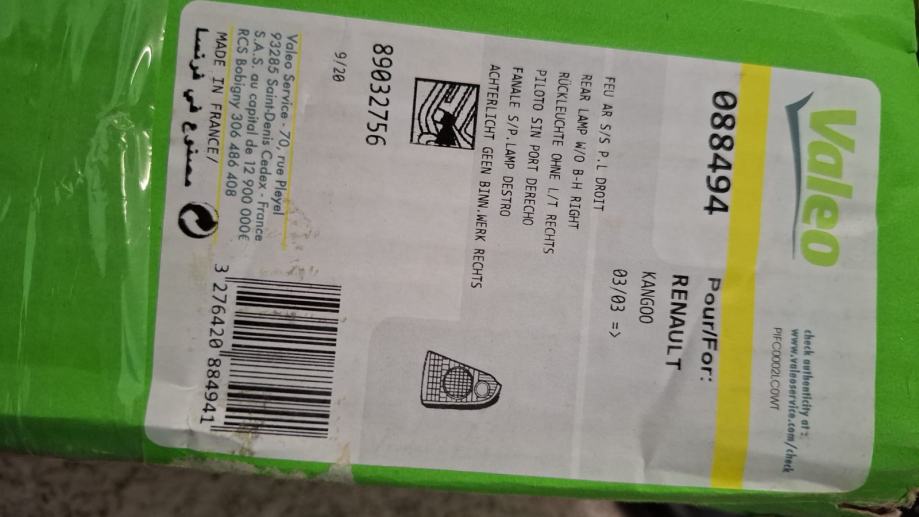 Valeo
check authenticity at :
www.valeoservice.com/check
PIFC0002LC0WT
088494
Pour/For:
RENAULT
KANGOO
03/03 =>
FEU AR S/S P.L DROIT
REAR LAMP W/O B-H RIGHT
RÜCKLEUCHTE OHNE L/T RECHTS
PILOTO SIN PORT DERECHO
FANALE S/P.LAMP DESTRO
ACHTERLICHT GEEN BINN.WERK RECHTS
89032756
9/20
Valeo Service - 70, rue Pleyel
93285 Saint-Denis Cedex - France
S.A.S. au capital de 12 900 000€
RCS Bobigny 306 486 408
MADE IN FRANCE/
مصنوع في فرنسا
3 276420 884941